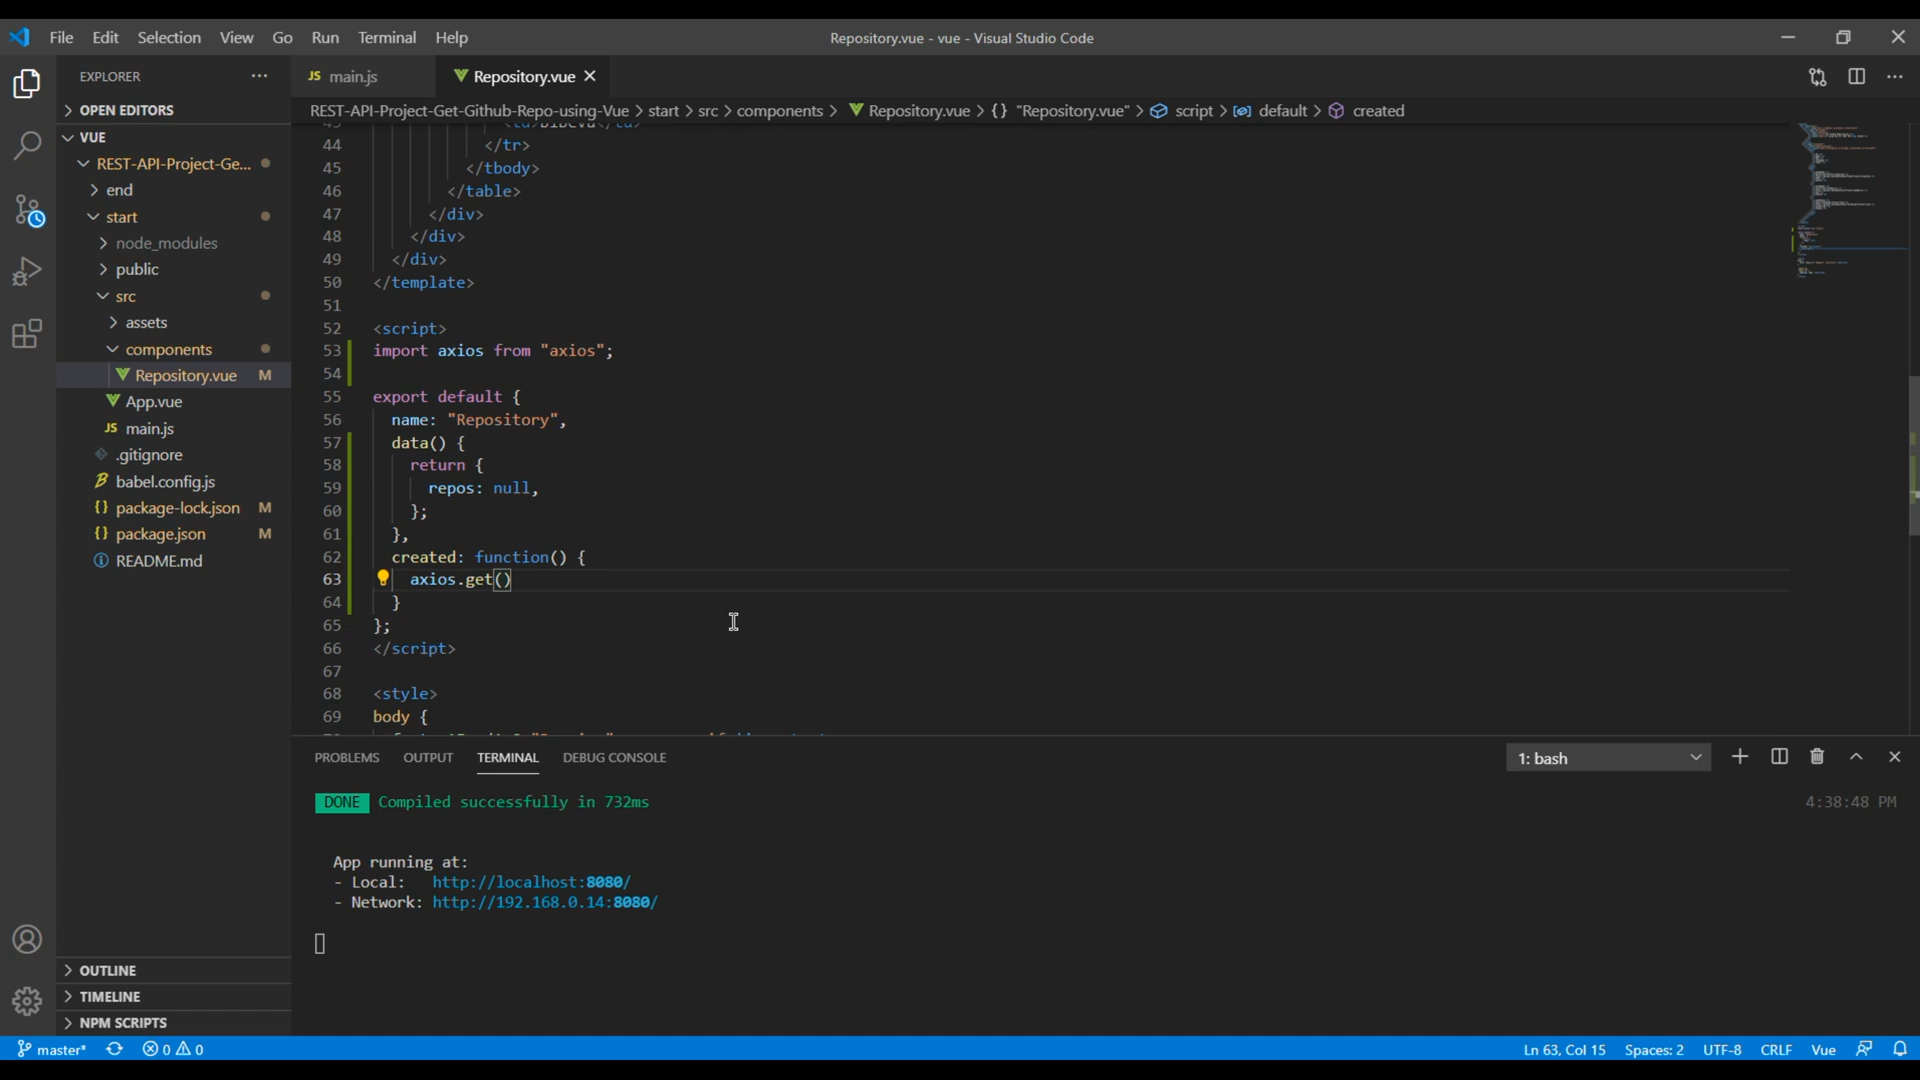 File Edit Selection View Go Run Terminal Help
Repository.vue - vue - Visual Studio Code
EXPLORER
OPEN EDITORS
VUE
REST-API-Project-Ge...
end
start
node_modules
public
src
assets
components
Repository.vue M
App.vue
JS main.js
.gitignore
babel.config.js
{} package-lock.json M
{} package.json M
README.md
OUTLINE
TIMELINE
NPM SCRIPTS
JS main.js
Repository.vue
REST-API-Project-Get-Github-Repo-using-Vue > start > src > components > Repository.vue > {} "Repository.vue" > script > default > created
44 </tr>
45 </tbody>
46 </table>
47 </div>
48 </div>
49 </div>
50 </template>
51
52 <script>
53 import axios from "axios";
54
55 export default {
56 name: "Repository",
57 data() {
58 return {
59 repos: null,
60 };
61 },
62 created: function() {
63 axios.get()
64 }
65 };
66 </script>
67
68 <style>
69 body {
PROBLEMS OUTPUT TERMINAL DEBUG CONSOLE
1: bash
DONE Compiled successfully in 732ms
4:38:48 PM
App running at:
- Local: http://localhost:8080/
- Network: http://192.168.0.14:8080/
master* 0 0
Ln 63, Col 15 Spaces: 2 UTF-8 CRLF Vue